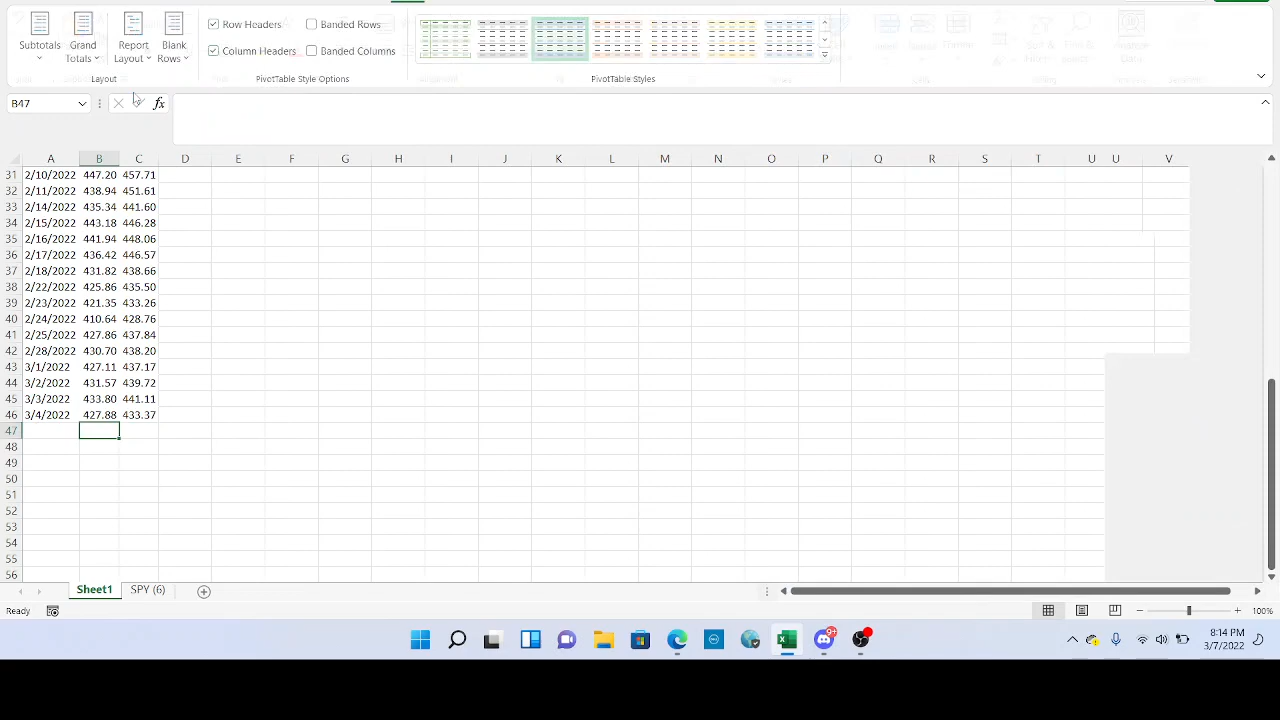 Subtotals Grand Totals Report Layout Blank Rows
Row Headers Banded Rows
Column Headers Banded Columns
Layout PivotTable Style Options PivotTable Styles
B47 fx
A B C D E F G H I J K L M N O P Q R S T U U V
31 2/10/2022 447.20 457.71
32 2/11/2022 438.94 451.61
33 2/14/2022 435.34 441.60
34 2/15/2022 443.18 446.28
35 2/16/2022 441.94 448.06
36 2/17/2022 436.42 446.57
37 2/18/2022 431.82 438.66
38 2/22/2022 425.86 435.50
39 2/23/2022 421.35 433.26
40 2/24/2022 410.64 428.76
41 2/25/2022 427.86 437.84
42 2/28/2022 430.70 438.20
43 3/1/2022 427.11 437.17
44 3/2/2022 431.57 439.72
45 3/3/2022 433.80 441.11
46 3/4/2022 427.88 433.37
47
48
49
50
51
52
53
54
55
56
Sheet1 SPY (6)
Ready 100%
9+
8:14 PM
3/7/2022